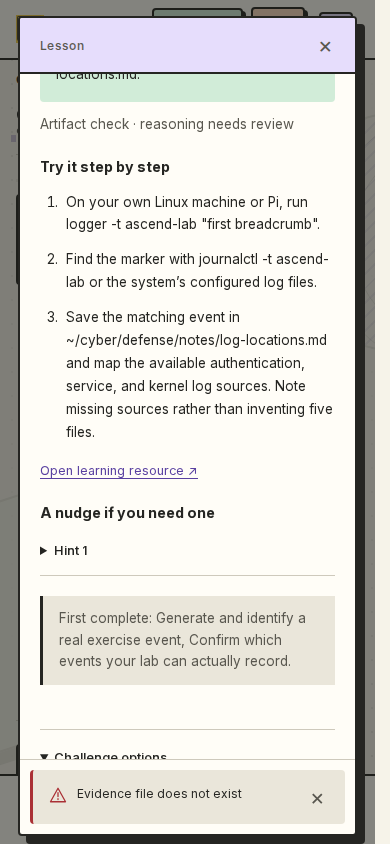 Lesson
locations.md.
Artifact check · reasoning needs review
Try it step by step
1. On your own Linux machine or Pi, run
logger -t ascend-lab "first breadcrumb".
2. Find the marker with journalctl -t ascend-
lab or the system’s configured log files.
3. Save the matching event in
~/cyber/defense/notes/log-locations.md
and map the available authentication,
service, and kernel log sources. Note
missing sources rather than inventing five
files.
Open learning resource ↗
A nudge if you need one
Hint 1
First complete: Generate and identify a
real exercise event, Confirm which
events your lab can actually record.
Challenge options
Evidence file does not exist